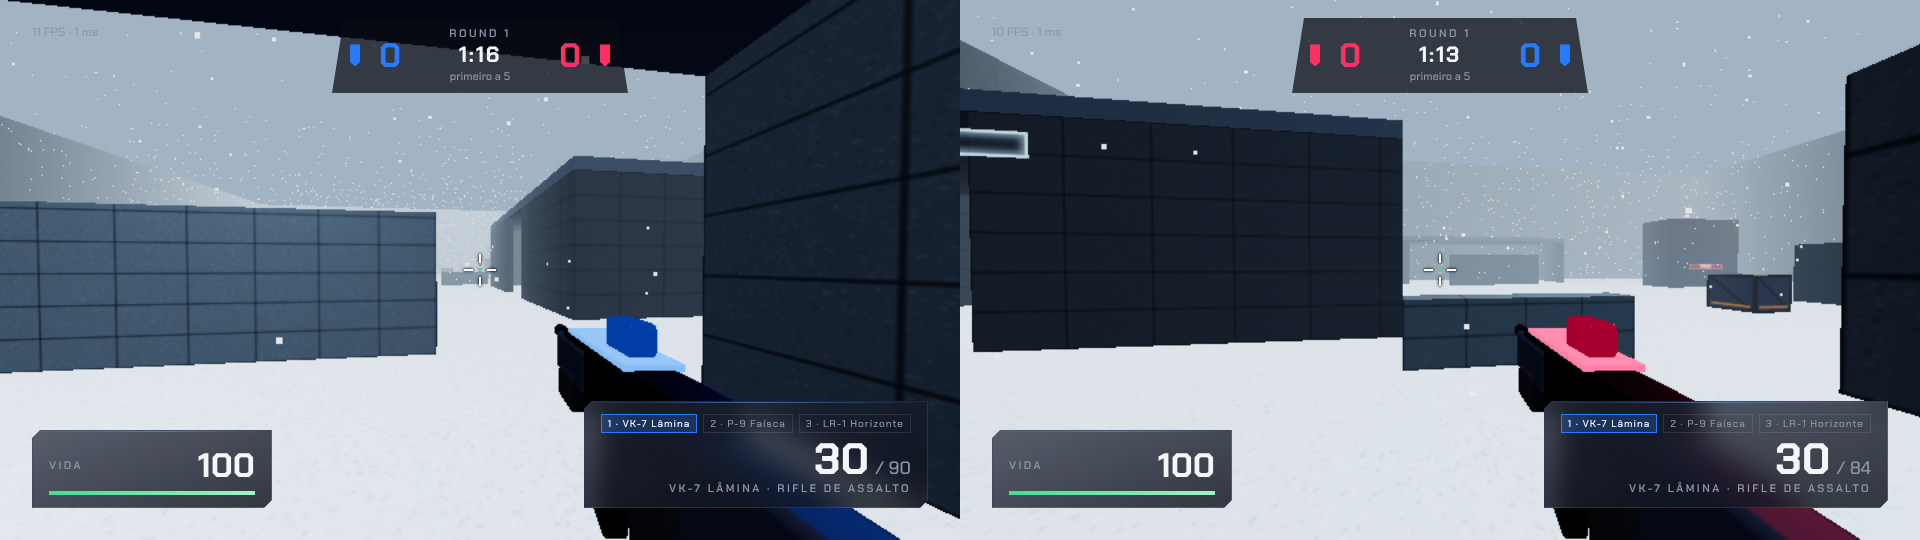 11 FPS · 1 ms
ROUND 1
0 1:16 0
primeiro a 5
VIDA 100
1 · VK-7 Lâmina 2 · P-9 Faísca 3 · LR-1 Horizonte
30 / 90
VK-7 LÂMINA · RIFLE DE ASSALTO
10 FPS · 1 ms
ROUND 1
0 1:13 0
primeiro a 5
VIDA 100
1 · VK-7 Lâmina 2 · P-9 Faísca 3 · LR-1 Horizonte
30 / 84
VK-7 LÂMINA · RIFLE DE ASSALTO